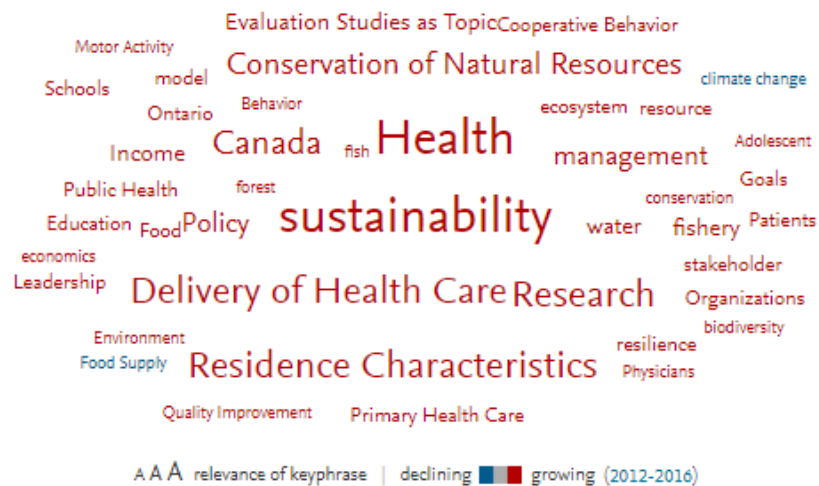 Evaluation Studies as Topic Cooperative Behavior
Motor Activity
Conservation of Natural Resources
model
climate change
Schools
Behavior
ecosystem resource
Ontario
Canada
fish
Health
Adolescent
Income
management
Goals
Public Health
forest
conservation
sustainability
Education
Food
Policy
water
fishery
Patients
economics
stakeholder
Leadership
Delivery of Health Care
Research
Organizations
biodiversity
Environment
resilience
Food Supply
Residence Characteristics
Physicians
Quality Improvement
Primary Health Care
A A A relevance of keyphrase | declining growing (2012-2016)